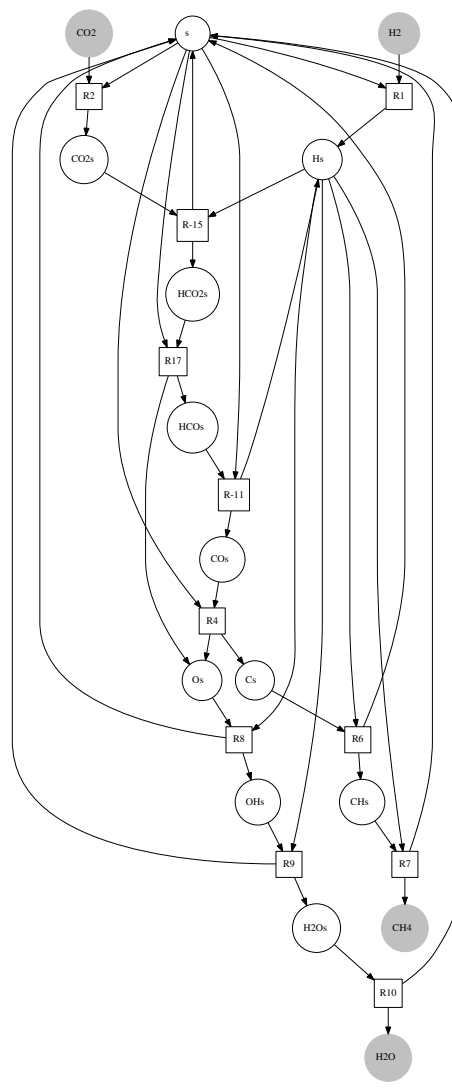 CO2
s
H2
R2
R1
CO2s
Hs
R-15
HCO2s
R17
HCOs
R-11
COs
R4
Os
Cs
R8
R6
OHs
CHs
R9
R7
H2Os
CH4
R10
H2O